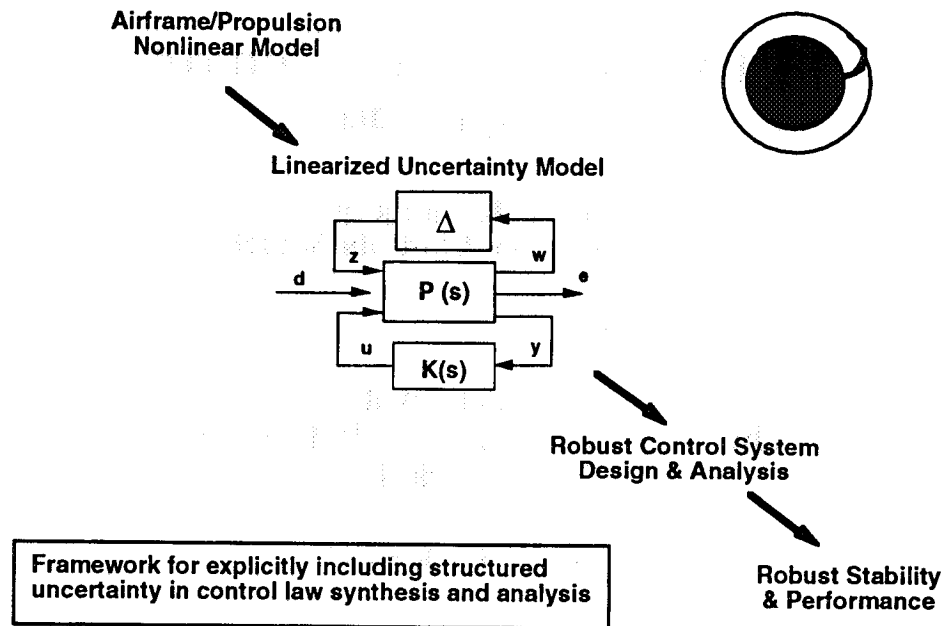 Airframe/Propulsion
Nonlinear Model
Linearized Uncertainty Model
Δ
z
w
d
P (s)
e
u
y
K(s)
Robust Control System
Design & Analysis
Framework for explicitly including structured
uncertainty in control law synthesis and analysis
Robust Stability
& Performance